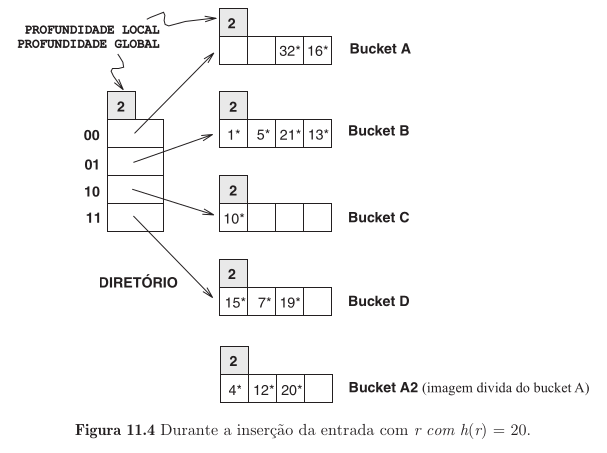 2
PROFUNDIDADE LOCAL
PROFUNDIDADE GLOBAL
32* 16*
Bucket A
2
2
00
1* 5* 21* 13*
Bucket B
01
2
10
10*
Bucket C
11
2
DIRETÓRIO
15* 7* 19*
Bucket D
2
4* 12* 20*
Bucket A2 (imagem divida do bucket A)
Figura 11.4 Durante a inserção da entrada com r com h(r) = 20.